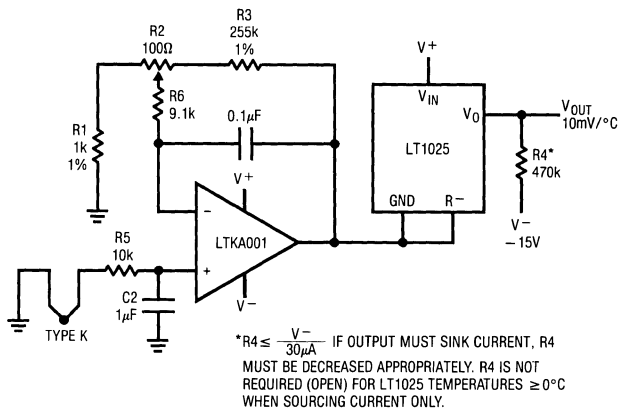 R2
100Ω
R3
255k
1%
R6
9.1k
0.1µF
R1
1k
1%
V+
LTKA001
−
+
V−
R5
10k
C2
1µF
TYPE K
V+
VIN
VO
LT1025
GND
R−
VOUT
10mV/°C
R4*
470k
V−
−15V
*R4≤ V−/30µA IF OUTPUT MUST SINK CURRENT, R4
MUST BE DECREASED APPROPRIATELY. R4 IS NOT
REQUIRED (OPEN) FOR LT1025 TEMPERATURES ≥0°C
WHEN SOURCING CURRENT ONLY.